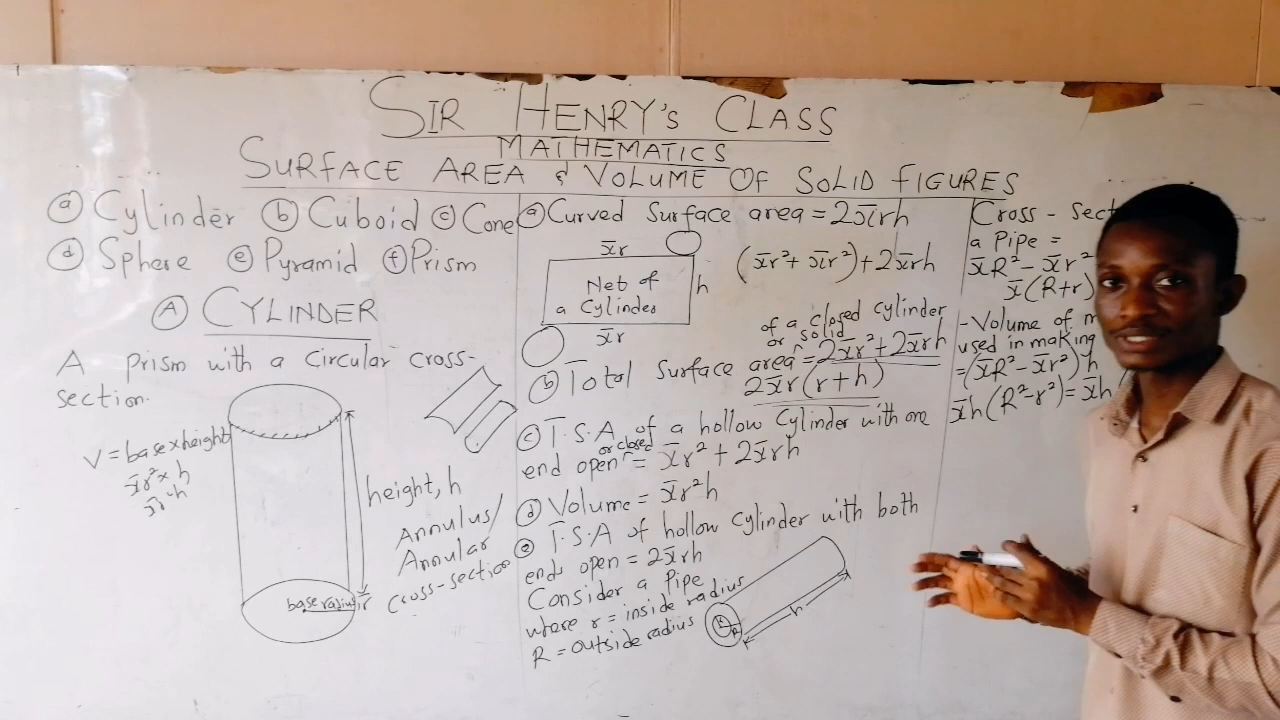 SIR HENRY'S CLASS
MATHEMATICS
SURFACE AREA & VOLUME OF SOLID FIGURES
(a) Cylinder (b) Cuboid (c) Cone
(d) Sphere (e) Pyramid (f) Prism
(A) CYLINDER
A prism with a circular cross-
section.
V = base x height
πr² x h
πr²h
height, h
base radius r
Annulus/
Annular
cross-section
(a) Curved Surface area = 2πrh
πr
Net of
a Cylinder
h
πr
(πr² + πr²) + 2πrh
of a closed cylinder
or solid
(b) Total Surface area = 2πr² + 2πrh
2πr(r+h)
(c) T.S.A of a hollow Cylinder with one
or closed
end open = πr² + 2πrh
(d) Volume = πr²h
(e) T.S.A of hollow cylinder with both
ends open = 2πrh
Consider a Pipe
where r = inside radius
R = outside radius
r
R
h
Cross - sect
a Pipe =
πR² - πr²
π(R+r)
- Volume of m
used in making
= (πR² - πr²)h
πh(R²-r²) = πh